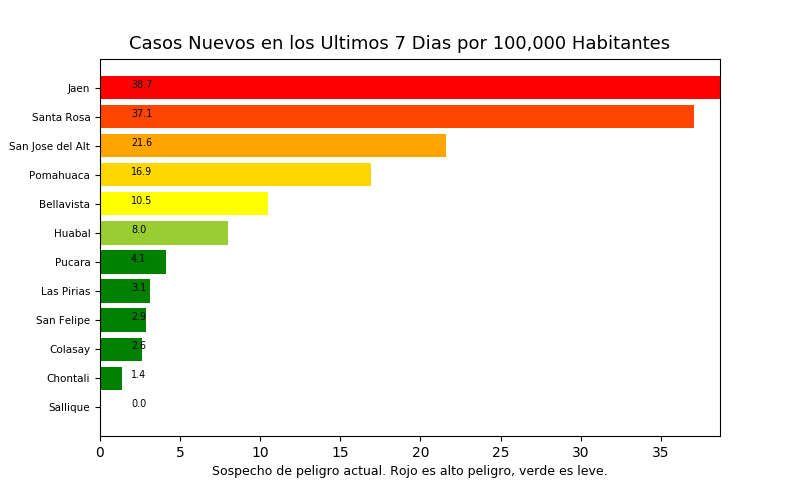 Casos Nuevos en los Ultimos 7 Dias por 100,000 Habitantes
Jaen 38.7
Santa Rosa 37.1
San Jose del Alt 21.6
Pomahuaca 16.9
Bellavista 10.5
Huabal 8.0
Pucara 4.1
Las Pirias 3.1
San Felipe 2.9
Colasay 2.6
Chontali 1.4
Sallique 0.0
0 5 10 15 20 25 30 35
Sospecho de peligro actual. Rojo es alto peligro, verde es leve.